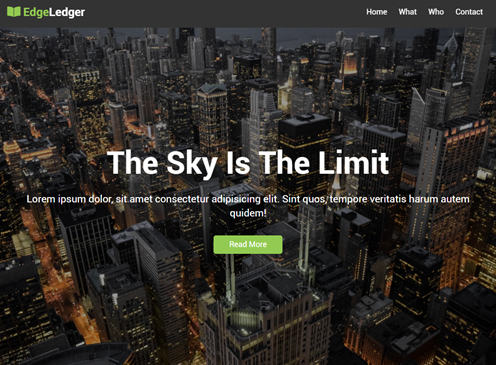 EdgeLedger
Home What Who Contact
The Sky Is The Limit
Lorem ipsum dolor, sit amet consectetur adipisicing elit. Sint quos, tempore veritatis harum autem
quidem!
Read More